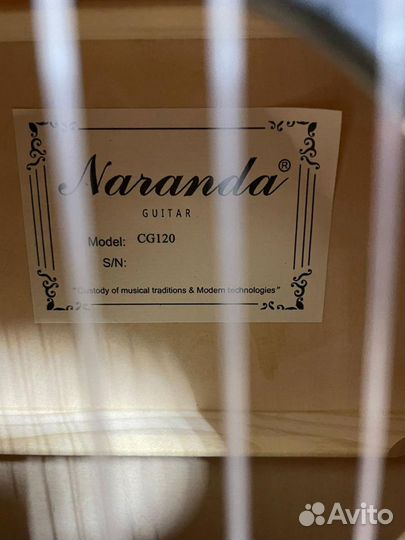 Naranda®
GUITAR
Model: CG120
S/N:
"Custody of musical traditions & Modern technologies"
Avito